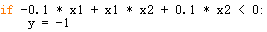 if -0.1 * x1 + x1 * x2 + 0.1 * x2 < 0:
    y = -1